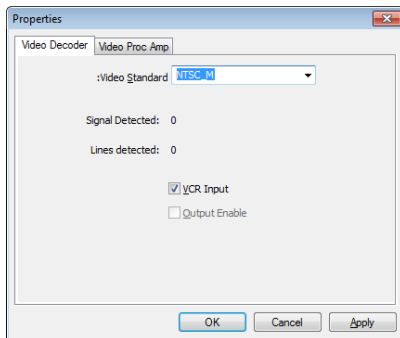 Properties
Video Decoder Video Proc Amp
:Video Standard NTSC_M
Signal Detected: 0
Lines detected: 0
VCR Input
Output Enable
OK Cancel Apply